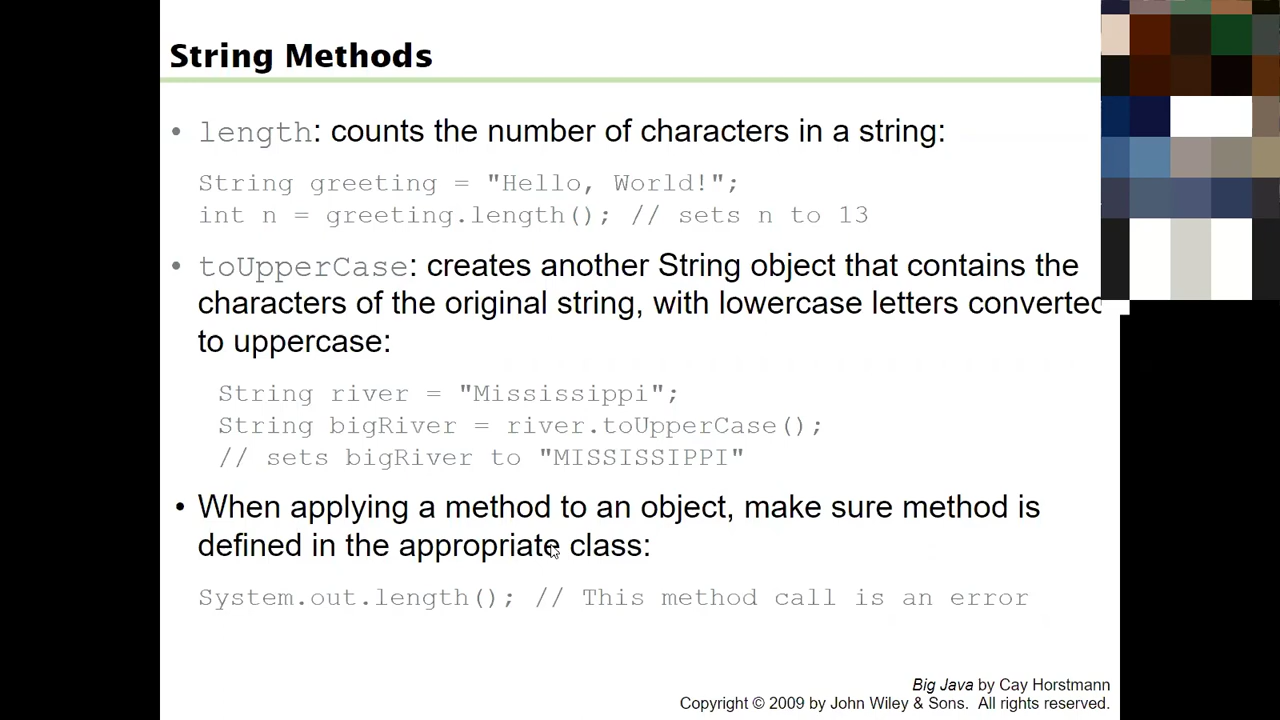 String Methods
• length: counts the number of characters in a string:
String greeting = "Hello, World!";
int n = greeting.length(); // sets n to 13
• toUpperCase: creates another String object that contains the
characters of the original string, with lowercase letters converted
to uppercase:
String river = "Mississippi";
String bigRiver = river.toUpperCase();
// sets bigRiver to "MISSISSIPPI"
• When applying a method to an object, make sure method is
defined in the appropriate class:
System.out.length(); // This method call is an error
Big Java by Cay Horstmann
Copyright © 2009 by John Wiley & Sons. All rights reserved.